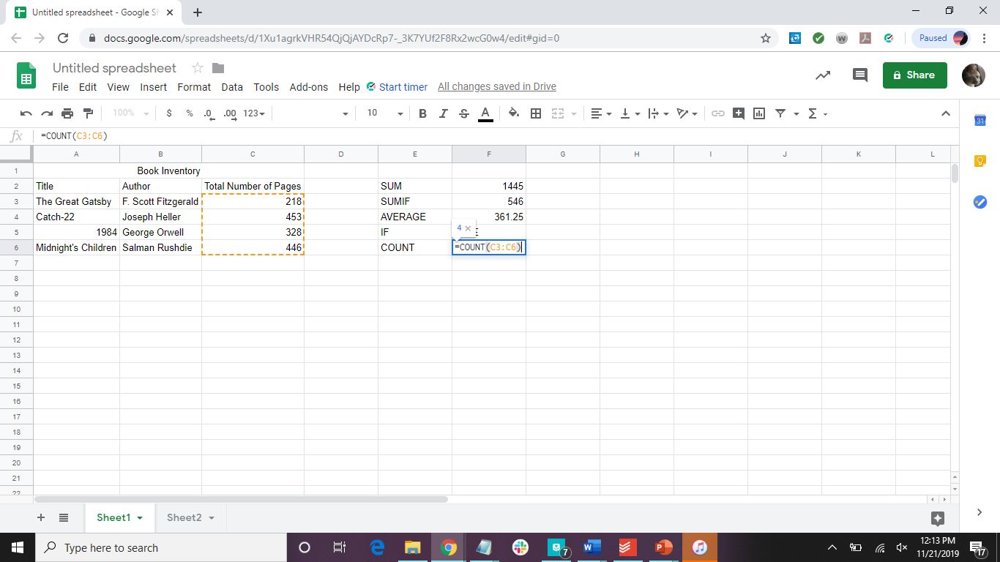 Untitled spreadsheet - Google Sh
docs.google.com/spreadsheets/d/1Xu1agrkVHR54QjQjAYDcRp7-_3K7YUf2F8Rx2wcG0w4/edit#gid=0
Paused
Untitled spreadsheet
File Edit View Insert Format Data Tools Add-ons Help Start timer All changes saved in Drive
Share
100% $ % .0 .00 123 10 B I S A
31
fx =COUNT(C3:C6)
A B C D E F G H I J K L
1 Book Inventory
2 Title Author Total Number of Pages SUM 1445
3 The Great Gatsby F. Scott Fitzgerald 218 SUMIF 546
4 Catch-22 Joseph Heller 453 AVERAGE 361.25
4 ×
5 1984 George Orwell 328 IF E
6 Midnight's Children Salman Rushdie 446 COUNT =COUNT(C3:C6)
7
8
9
10
11
12
13
14
15
16
17
18
19
20
21
22
Sheet1 Sheet2
Type here to search
7
12:13 PM
11/21/2019
17